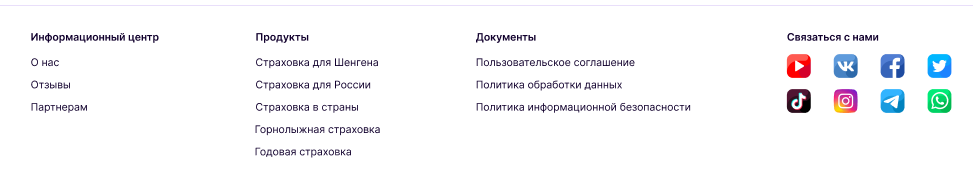 Информационный центр
О нас
Отзывы
Партнерам
Продукты
Страховка для Шенгена
Страховка для России
Страховка в страны
Горнолыжная страховка
Годовая страховка
Документы
Пользовательское соглашение
Политика обработки данных
Политика информационной безопасности
Связаться с нами